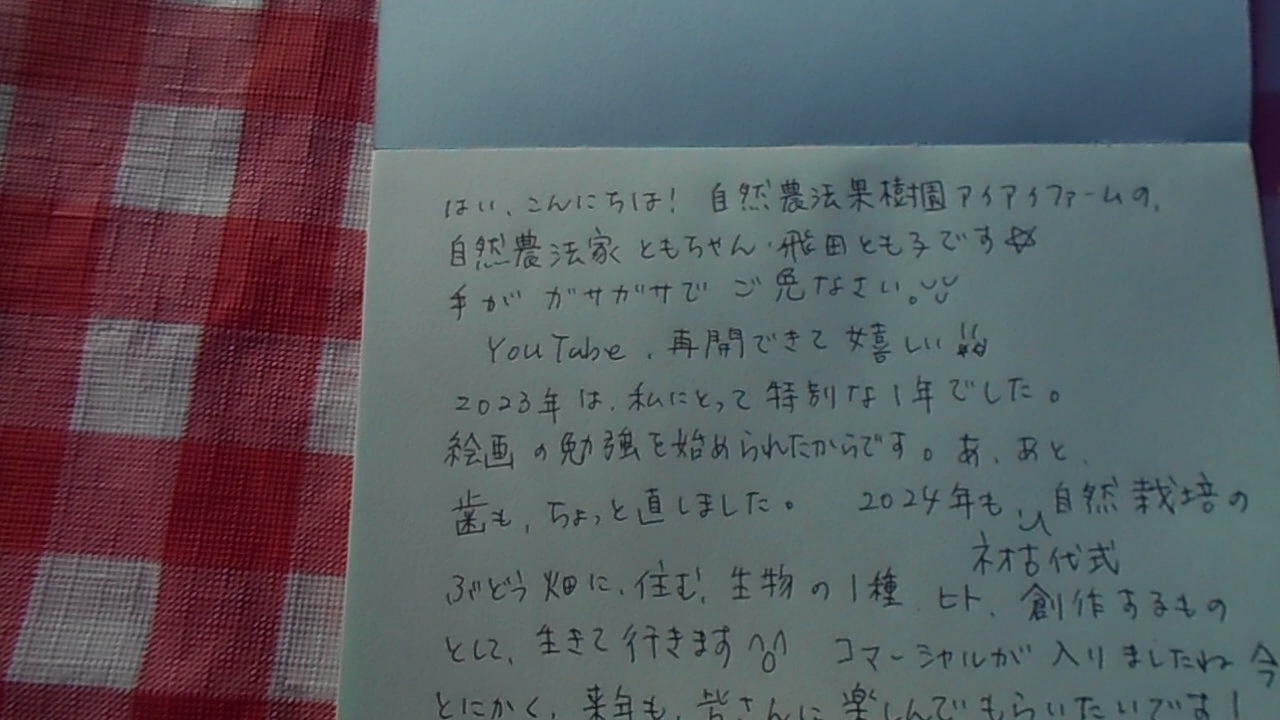 はい、こんにちは! 自然農法果樹園アイアイファームの、
自然農法家 ともちゃん・飛田とも子です☆
手が ガサガサで ご免なさい。
YouTube、再開できて 嬉しい!!
2023年は、私にとって 特別な1年でした。
絵画の勉強を始められたからです。あ、あと、
歯も、ちょっと直しました。 2024年も、自然栽培の
ネオ古代式
ぶどう畑に、住む、生物の1種 ヒト、創作するもの
として、生きて行きます^o^ コマーシャルが入りましたね 今
とにかく、来年も、皆さんに 楽しんでもらいたいです!